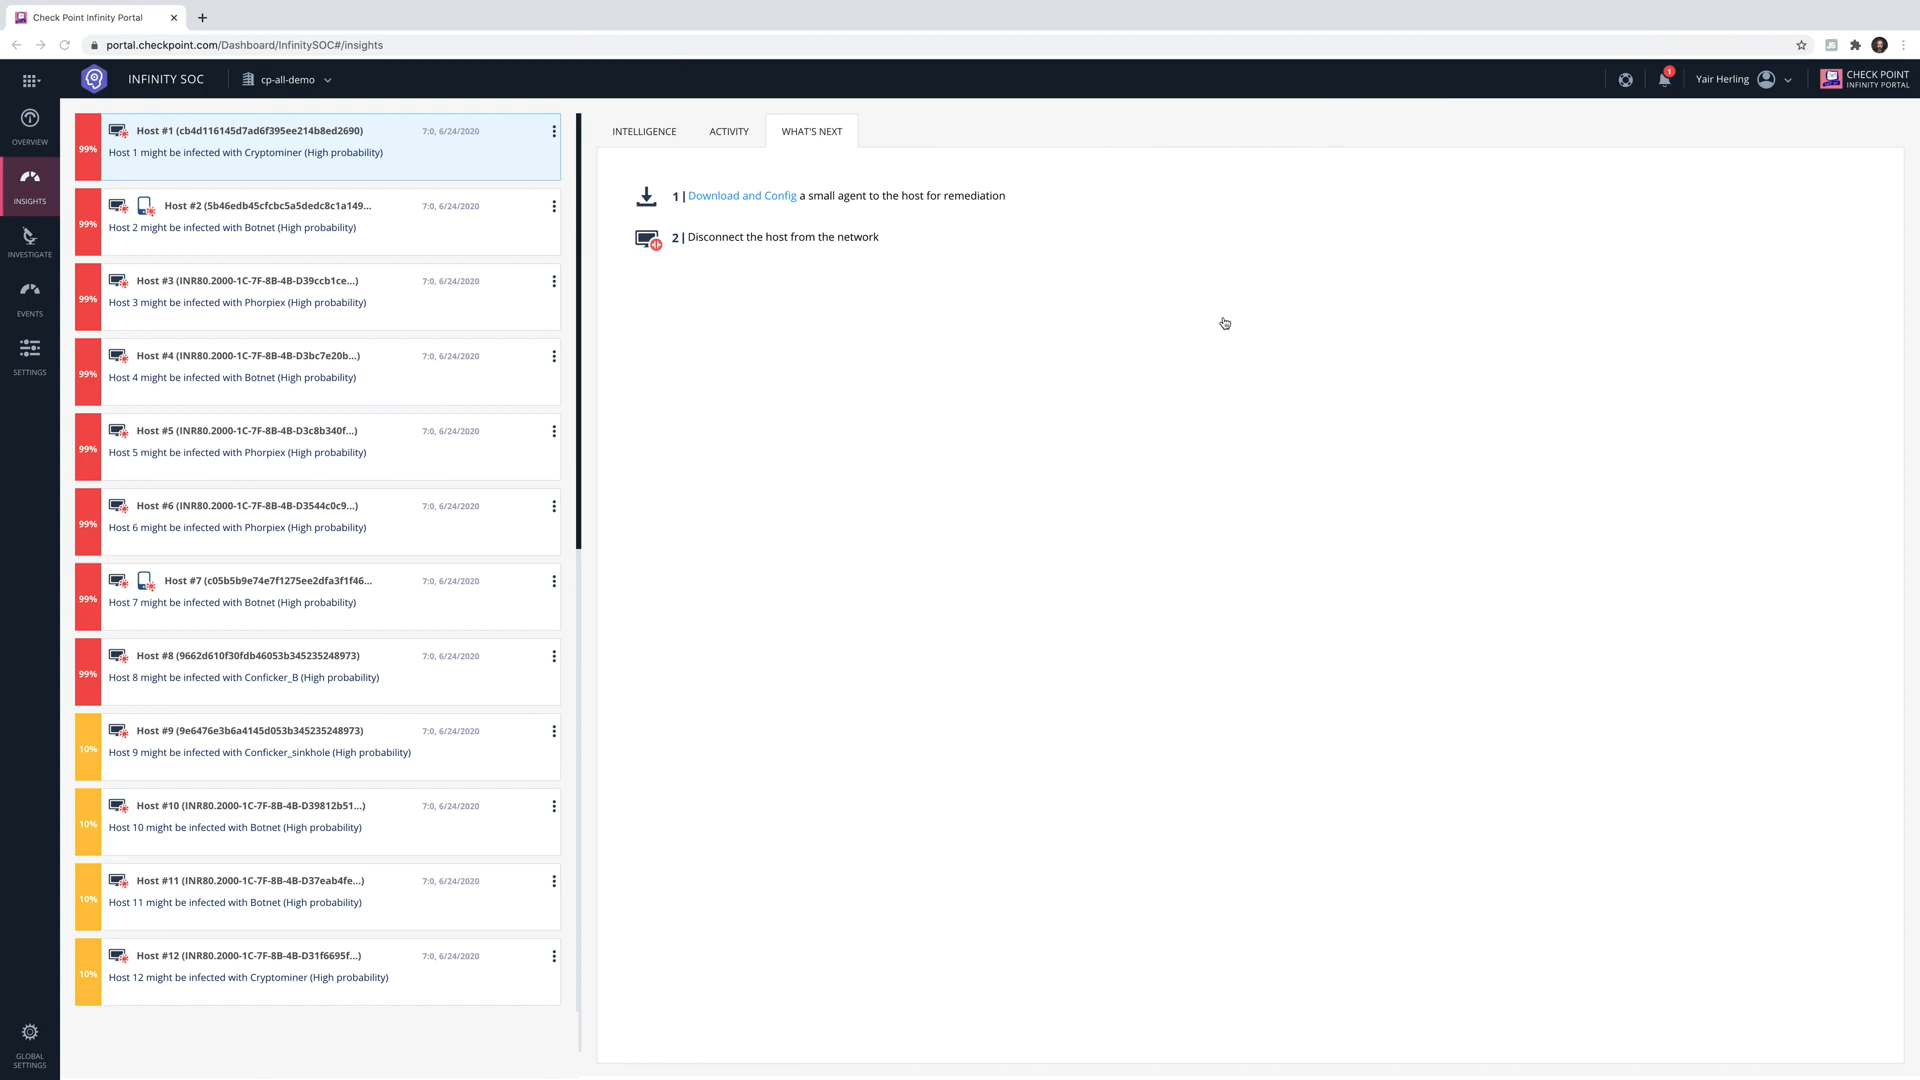 Check Point Infinity Portal
portal.checkpoint.com/Dashboard/InfinitySOC#/insights
INFINITY SOC
cp-all-demo
1
Yair Herling
CHECK POINT
INFINITY PORTAL
OVERVIEW
INSIGHTS
INVESTIGATE
EVENTS
SETTINGS
GLOBAL
SETTINGS
99%
Host #1 (cb4d116145d7ad6f395ee214b8ed2690)
7:0, 6/24/2020
Host 1 might be infected with Cryptominer (High probability)
99%
Host #2 (5b46edb45cfcbc5a5dedc8c1a149...
7:0, 6/24/2020
Host 2 might be infected with Botnet (High probability)
99%
Host #3 (INR80.2000-1C-7F-8B-4B-D39ccb1ce...)
7:0, 6/24/2020
Host 3 might be infected with Phorpiex (High probability)
99%
Host #4 (INR80.2000-1C-7F-8B-4B-D3bc7e20b...)
7:0, 6/24/2020
Host 4 might be infected with Botnet (High probability)
99%
Host #5 (INR80.2000-1C-7F-8B-4B-D3c8b340f...)
7:0, 6/24/2020
Host 5 might be infected with Phorpiex (High probability)
99%
Host #6 (INR80.2000-1C-7F-8B-4B-D3544c0c9...)
7:0, 6/24/2020
Host 6 might be infected with Phorpiex (High probability)
99%
Host #7 (c05b5b9e74e7f1275ee2dfa3f1f46...
7:0, 6/24/2020
Host 7 might be infected with Botnet (High probability)
99%
Host #8 (9662d610f30fdb46053b345235248973)
7:0, 6/24/2020
Host 8 might be infected with Conficker_B (High probability)
10%
Host #9 (9e6476e3b6a4145d053b345235248973)
7:0, 6/24/2020
Host 9 might be infected with Conficker_sinkhole (High probability)
10%
Host #10 (INR80.2000-1C-7F-8B-4B-D39812b51...)
7:0, 6/24/2020
Host 10 might be infected with Botnet (High probability)
10%
Host #11 (INR80.2000-1C-7F-8B-4B-D37eab4fe...)
7:0, 6/24/2020
Host 11 might be infected with Botnet (High probability)
10%
Host #12 (INR80.2000-1C-7F-8B-4B-D31f6695f...)
7:0, 6/24/2020
Host 12 might be infected with Cryptominer (High probability)
INTELLIGENCE
ACTIVITY
WHAT'S NEXT
1 | Download and Config a small agent to the host for remediation
2 | Disconnect the host from the network